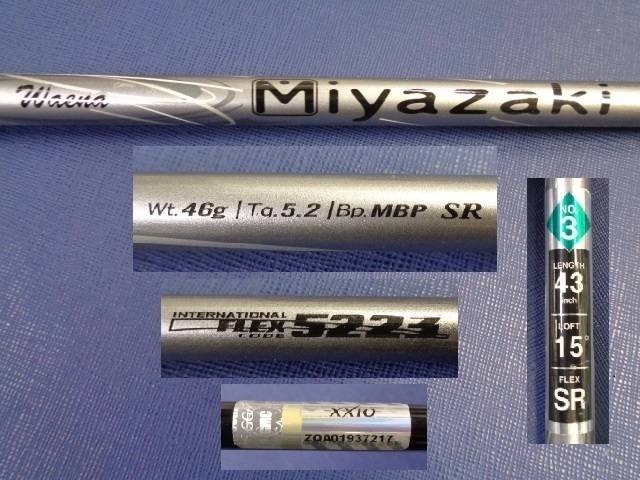 Waena Miyazaki
Wt.46g | Tq.5.2 | Bp.MBP SR
INTERNATIONAL
FLEX 5223
CODE
XXIO
NO.
3
LENGTH
43
inch
LOFT
15°
FLEX
SR